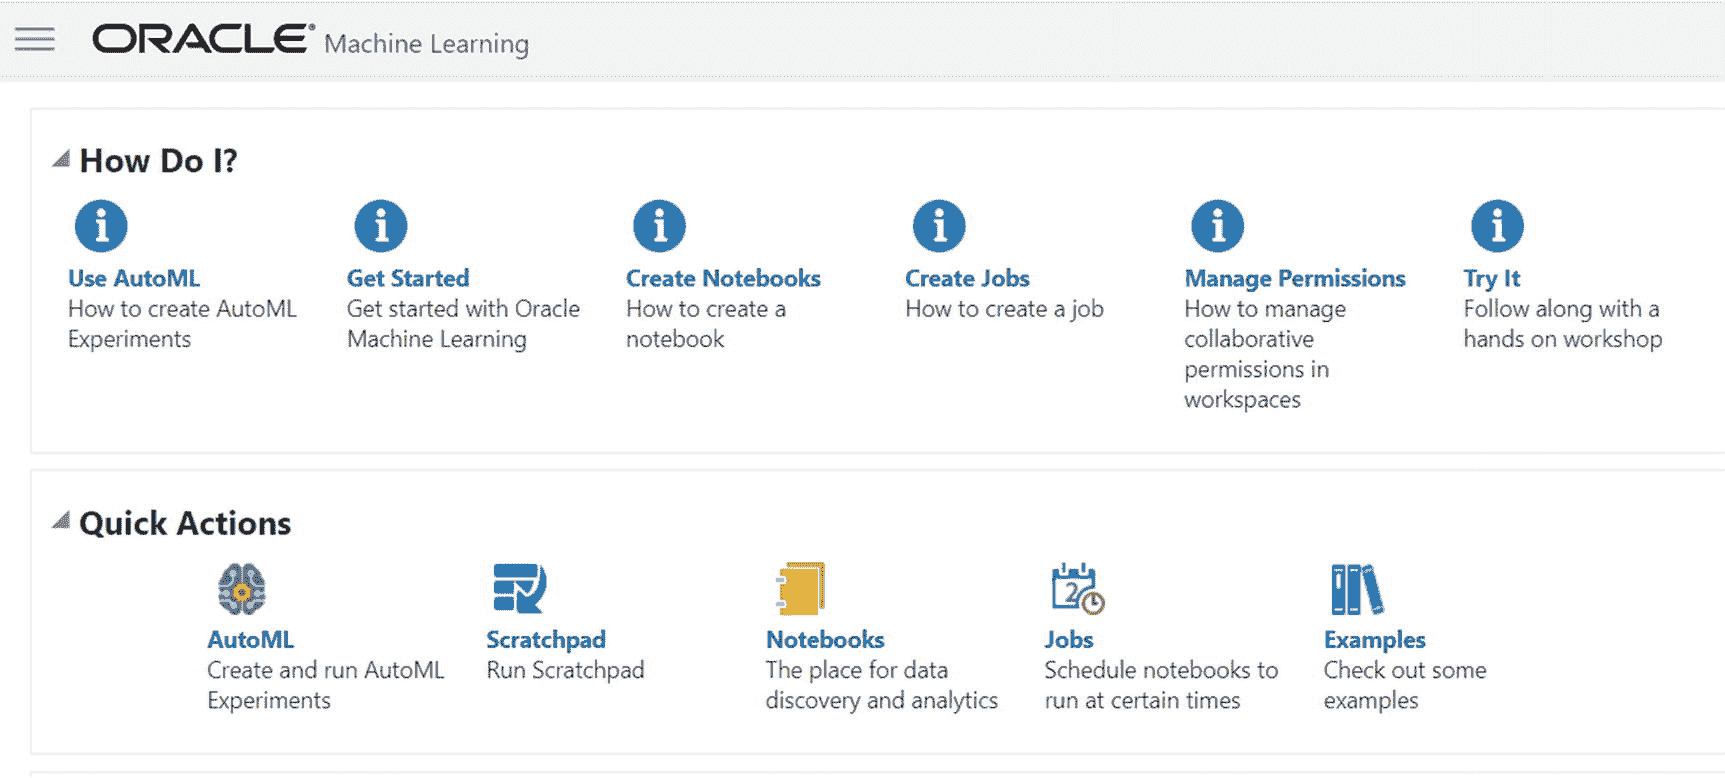 ORACLE® Machine Learning
How Do I?
Use AutoML
How to create AutoML
Experiments
Get Started
Get started with Oracle
Machine Learning
Create Notebooks
How to create a
notebook
Create Jobs
How to create a job
Manage Permissions
How to manage
collaborative
permissions in
workspaces
Try It
Follow along with a
hands on workshop
Quick Actions
AutoML
Create and run AutoML
Experiments
Scratchpad
Run Scratchpad
Notebooks
The place for data
discovery and analytics
2
Jobs
Schedule notebooks to
run at certain times
Examples
Check out some
examples